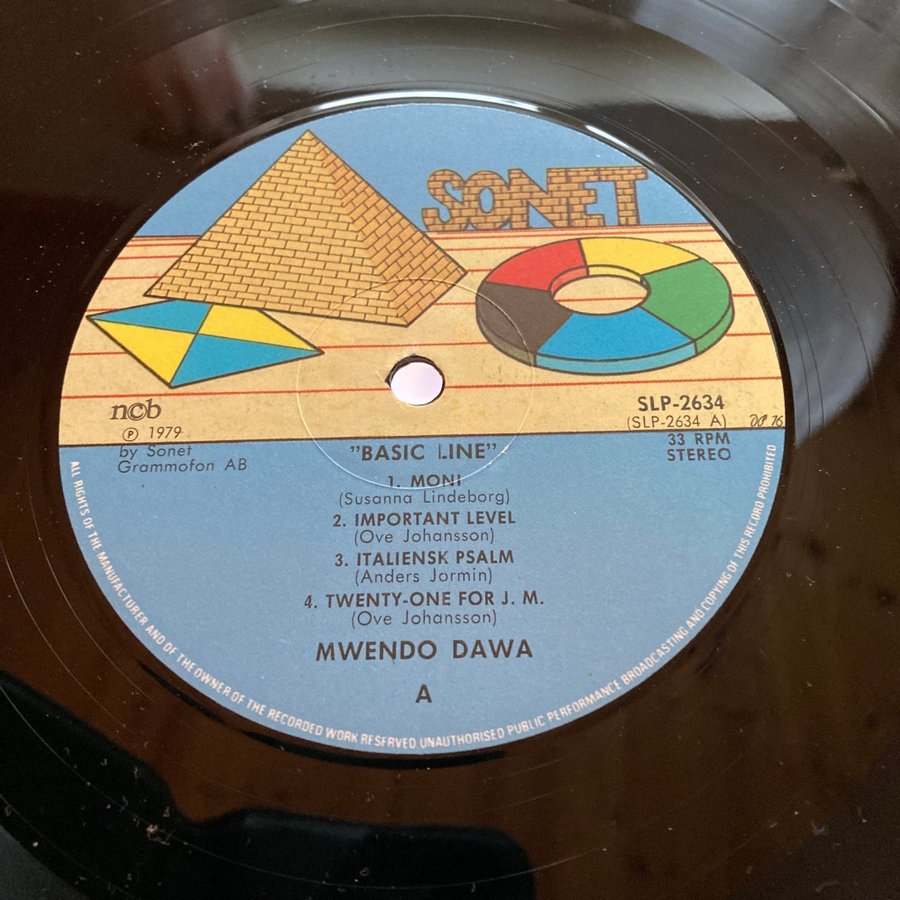 SONET
ncb
℗ 1979
by Sonet
Grammofon AB
SLP-2634
(SLP-2634 A)
33 RPM
STEREO
"BASIC LINE"
1. MONI
(Susanna Lindeborg)
2. IMPORTANT LEVEL
(Ove Johansson)
3. ITALIENSK PSALM
(Anders Jormin)
4. TWENTY-ONE FOR J. M.
(Ove Johansson)
MWENDO DAWA
A
ALL RIGHTS OF THE MANUFACTURER AND OF THE OWNER OF THE RECORDED WORK RESERVED UNAUTHORISED PUBLIC PERFORMANCE BROADCASTING AND COPYING OF THIS RECORD PROHIBITED